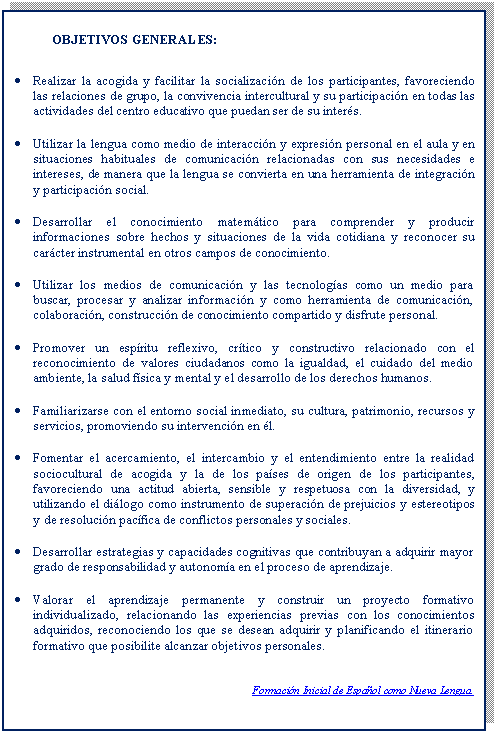 OBJETIVOS GENERALES:
• Realizar la acogida y facilitar la socialización de los participantes, favoreciendo
las relaciones de grupo, la convivencia intercultural y su participación en todas las
actividades del centro educativo que puedan ser de su interés.
• Utilizar la lengua como medio de interacción y expresión personal en el aula y en
situaciones habituales de comunicación relacionadas con sus necesidades e
intereses, de manera que la lengua se convierta en una herramienta de integración
y participación social.
• Desarrollar el conocimiento matemático para comprender y producir
informaciones sobre hechos y situaciones de la vida cotidiana y reconocer su
carácter instrumental en otros campos de conocimiento.
• Utilizar los medios de comunicación y las tecnologías como un medio para
buscar, procesar y analizar información y como herramienta de comunicación,
colaboración, construcción de conocimiento compartido y disfrute personal.
• Promover un espíritu reflexivo, crítico y constructivo relacionado con el
reconocimiento de valores ciudadanos como la igualdad, el cuidado del medio
ambiente, la salud física y mental y el desarrollo de los derechos humanos.
• Familiarizarse con el entorno social inmediato, su cultura, patrimonio, recursos y
servicios, promoviendo su intervención en él.
• Fomentar el acercamiento, el intercambio y el entendimiento entre la realidad
sociocultural de acogida y la de los países de origen de los participantes,
favoreciendo una actitud abierta, sensible y respetuosa con la diversidad, y
utilizando el diálogo como instrumento de superación de prejuicios y estereotipos
y de resolución pacífica de conflictos personales y sociales.
• Desarrollar estrategias y capacidades cognitivas que contribuyan a adquirir mayor
grado de responsabilidad y autonomía en el proceso de aprendizaje.
• Valorar el aprendizaje permanente y construir un proyecto formativo
individualizado, relacionando las experiencias previas con los conocimientos
adquiridos, reconociendo los que se desean adquirir y planificando el itinerario
formativo que posibilite alcanzar objetivos personales.
Formación Inicial de Español como Nueva Lengua.